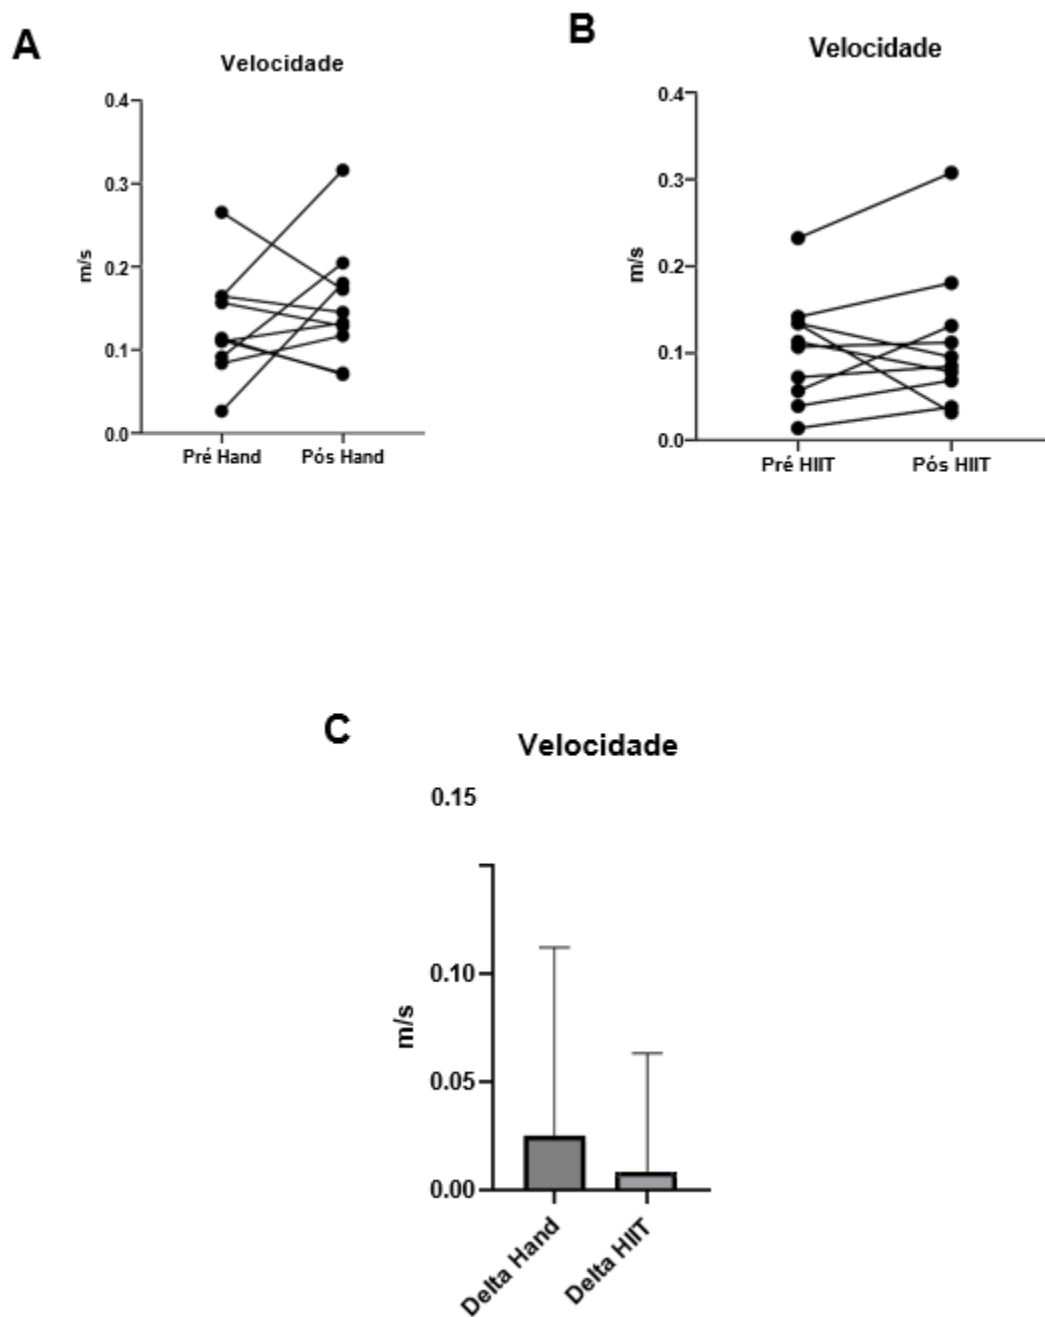 A
Velocidade
0.4
0.3
0.2
0.1
0.0
m/s
Pré Hand
Pós Hand
B
Velocidade
0.4
0.3
0.2
0.1
0.0
m/s
Pré HIIT
Pós HIIT
C
Velocidade
0.15
0.10
0.05
0.00
m/s
Delta Hand
Delta HIIT